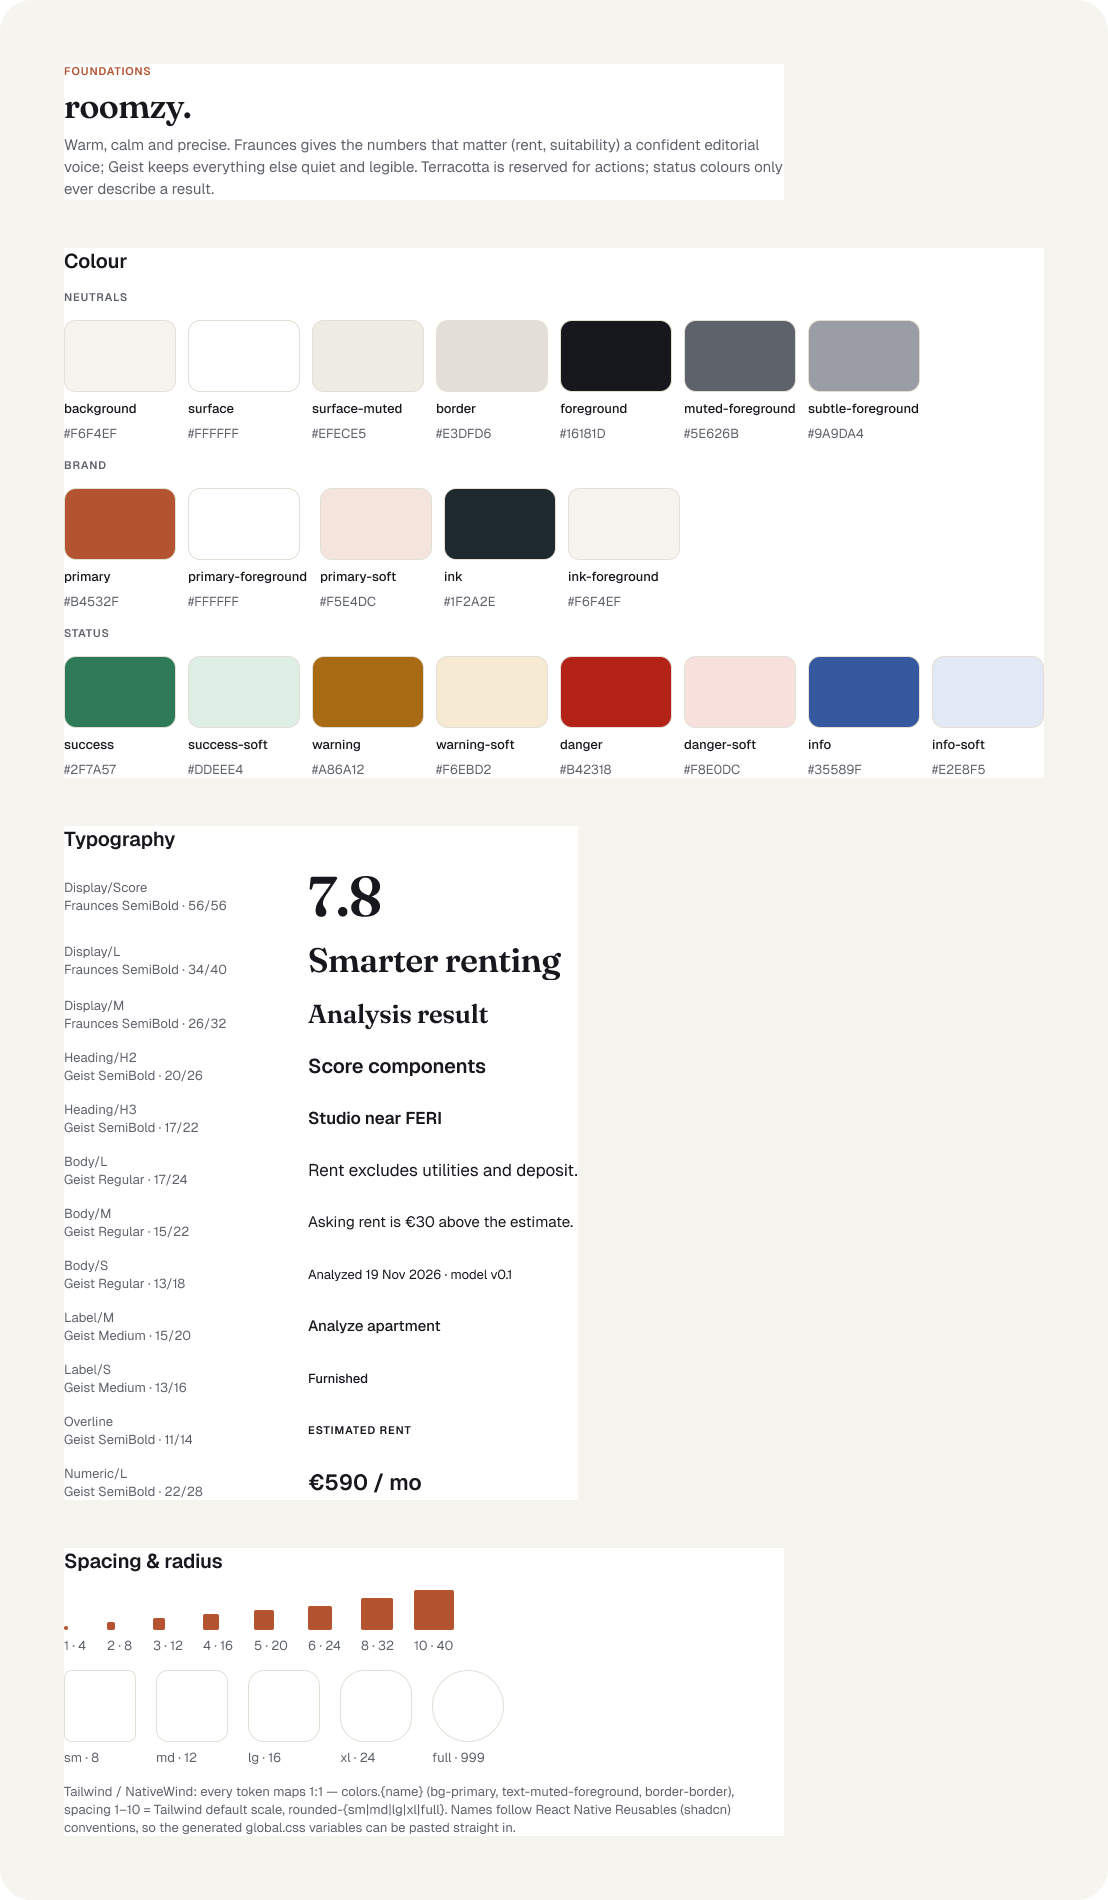 FOUNDATIONS
roomzy.
Warm, calm and precise. Fraunces gives the numbers that matter (rent, suitability) a confident editorial
voice; Geist keeps everything else quiet and legible. Terracotta is reserved for actions; status colours only
ever describe a result.
Colour
NEUTRALS
background surface surface-muted border foreground muted-foreground subtle-foreground
#F6F4EF #FFFFFF #EFECE5 #E3DFD6 #16181D #5E626B #9A9DA4
BRAND
primary primary-foreground primary-soft ink ink-foreground
#B4532F #FFFFFF #F5E4DC #1F2A2E #F6F4EF
STATUS
success success-soft warning warning-soft danger danger-soft info info-soft
#2F7A57 #DDEEE4 #A86A12 #F6EBD2 #B42318 #F8E0DC #35589F #E2E8F5
Typography
Display/Score
Fraunces SemiBold · 56/56
7.8
Display/L
Fraunces SemiBold · 34/40
Smarter renting
Display/M
Fraunces SemiBold · 26/32
Analysis result
Heading/H2
Geist SemiBold · 20/26
Score components
Heading/H3
Geist SemiBold · 17/22
Studio near FERI
Body/L
Geist Regular · 17/24
Rent excludes utilities and deposit.
Body/M
Geist Regular · 15/22
Asking rent is €30 above the estimate.
Body/S
Geist Regular · 13/18
Analyzed 19 Nov 2026 · model v0.1
Label/M
Geist Medium · 15/20
Analyze apartment
Label/S
Geist Medium · 13/16
Furnished
Overline
Geist SemiBold · 11/14
ESTIMATED RENT
Numeric/L
Geist SemiBold · 22/28
€590 / mo
Spacing & radius
1 · 4 2 · 8 3 · 12 4 · 16 5 · 20 6 · 24 8 · 32 10 · 40
sm · 8 md · 12 lg · 16 xl · 24 full · 999
Tailwind / NativeWind: every token maps 1:1 — colors.{name} (bg-primary, text-muted-foreground, border-border),
spacing 1–10 = Tailwind default scale, rounded-{sm|md|lg|xl|full}. Names follow React Native Reusables (shadcn)
conventions, so the generated global.css variables can be pasted straight in.